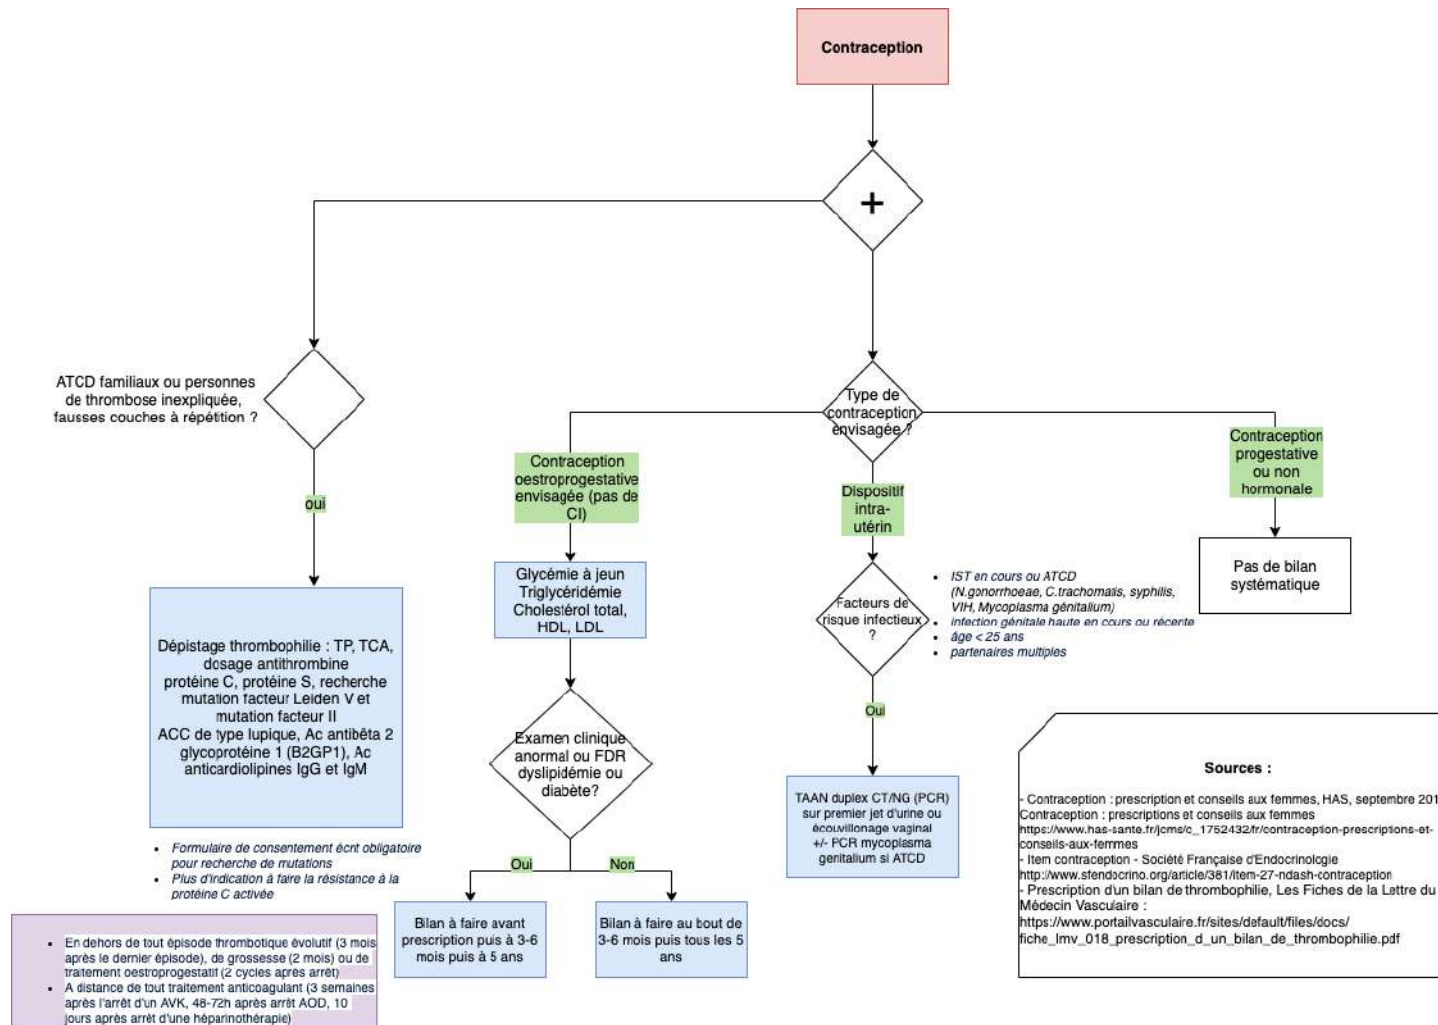 Contraception
+
ATCD familiaux ou personnes
de thrombose inexpliquée,
fausses couches à répétition ?
oui
Dépistage thrombophilie : TP, TCA,
dosage antithrombine
protéine C, protéine S, recherche
mutation facteur Leiden V et
mutation facteur II
ACC de type lupique, Ac antibêta 2
glycoprotéine 1 (B2GP1), Ac
anticardiolipines IgG et IgM
• Formulaire de consentement écrit obligatoire
pour recherche de mutations
• Plus d'indication à faire la résistance à la
protéine C activée
• En dehors de tout épisode thrombotique évolutif (3 mois
après le dernier épisode), de grossesse (2 mois) ou de
traitement oestroprogestatif (2 cycles après arrêt)
• A distance de tout traitement anticoagulant (3 semaines
après l'arrêt d'un AVK, 48-72h après arrêt AOD, 10
jours après arrêt d'une héparinothérapie)
Type de
contraception
envisagée ?
Contraception
oestroprogestative
envisagée (pas de
CI)
Glycémie à jeun
Triglycéridémie
Cholestérol total,
HDL, LDL
Examen clinique
anormal ou FDR
dyslipidémie ou
diabète?
Oui
Non
Bilan à faire avant
prescription puis à 3-6
mois puis à 5 ans
Bilan à faire au bout de
3-6 mois puis tous les 5
ans
Dispositif
intra-
utérin
Facteurs de
risque infectieux
?
• IST en cours ou ATCD
(N.gonorrhoeae, C.trachomatis, syphilis,
VIH, Mycoplasma génitalium)
• infection génitale haute en cours ou récente
• âge < 25 ans
• partenaires multiples
Oui
TAAN duplex CT/NG (PCR)
sur premier jet d'urine ou
écouvillonage vaginal
+/- PCR mycoplasma
genitalium si ATCD
Contraception
progestative
ou non
hormonale
Pas de bilan
systématique
Sources :
- Contraception : prescription et conseils aux femmes, HAS, septembre 201
Contraception : prescriptions et conseils aux femmes
https://www.has-sante.fr/jcms/c_1752432/fr/contraception-prescriptions-et-
conseils-aux-femmes
- Item contraception - Société Française d'Endocrinologie
http://www.sfendocrino.org/article/381/item-27-ndash-contraception
- Prescription d'un bilan de thrombophilie, Les Fiches de la Lettre du
Médecin Vasculaire :
https://www.portailvasculaire.fr/sites/default/files/docs/
fiche_lmv_018_prescription_d_un_bilan_de_thrombophilie.pdf